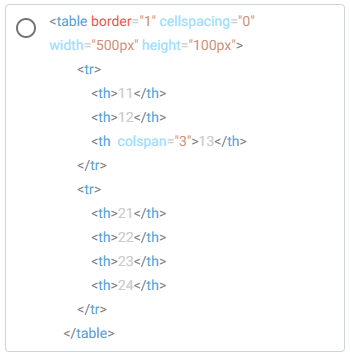 <table border="1" cellspacing="0"
width="500px" height="100px">
<tr>
<th>11</th>
<th>12</th>
<th  colspan="3">13</th>
</tr>
<tr>
<th>21</th>
<th>22</th>
<th>23</th>
<th>24</th>
</tr>
</table>